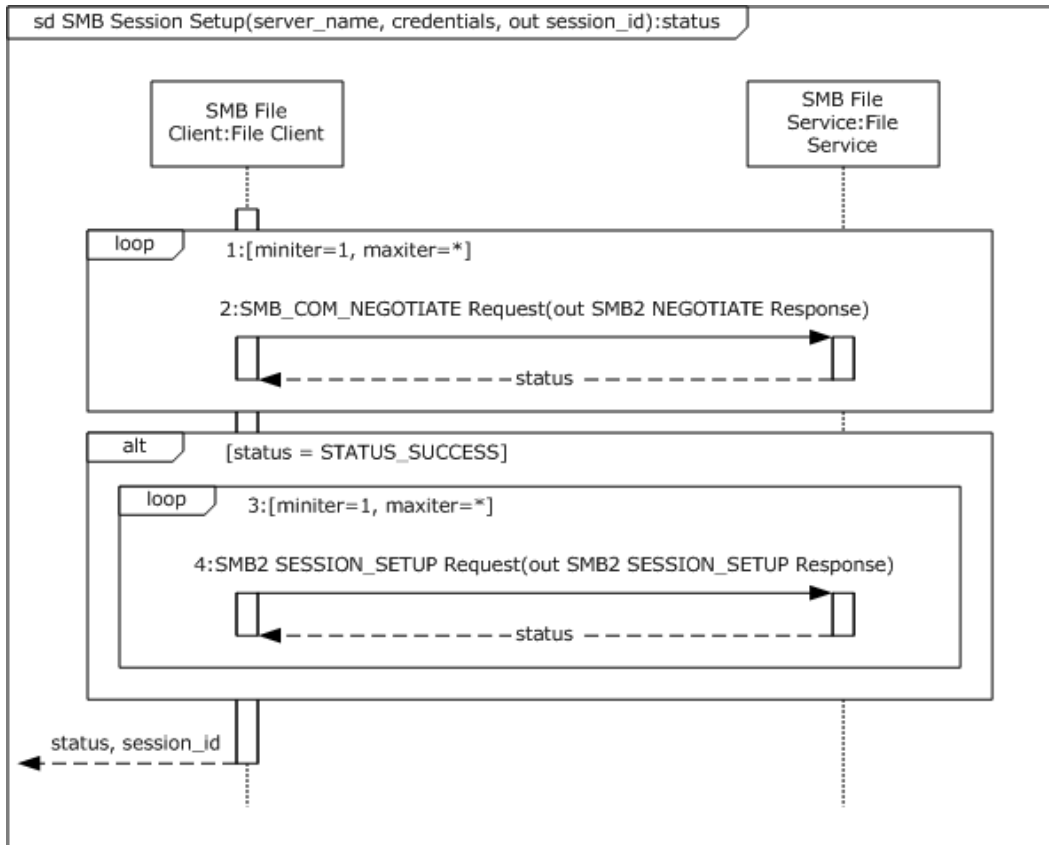 sd SMB Session Setup(server_name, credentials, out session_id):status
SMB File
Client:File Client
SMB File
Service:File
Service
loop
1:[miniter=1, maxiter=*]
2:SMB_COM_NEGOTIATE Request(out SMB2 NEGOTIATE Response)
status
alt
[status = STATUS_SUCCESS]
loop
3:[miniter=1, maxiter=*]
4:SMB2 SESSION_SETUP Request(out SMB2 SESSION_SETUP Response)
status
status, session_id